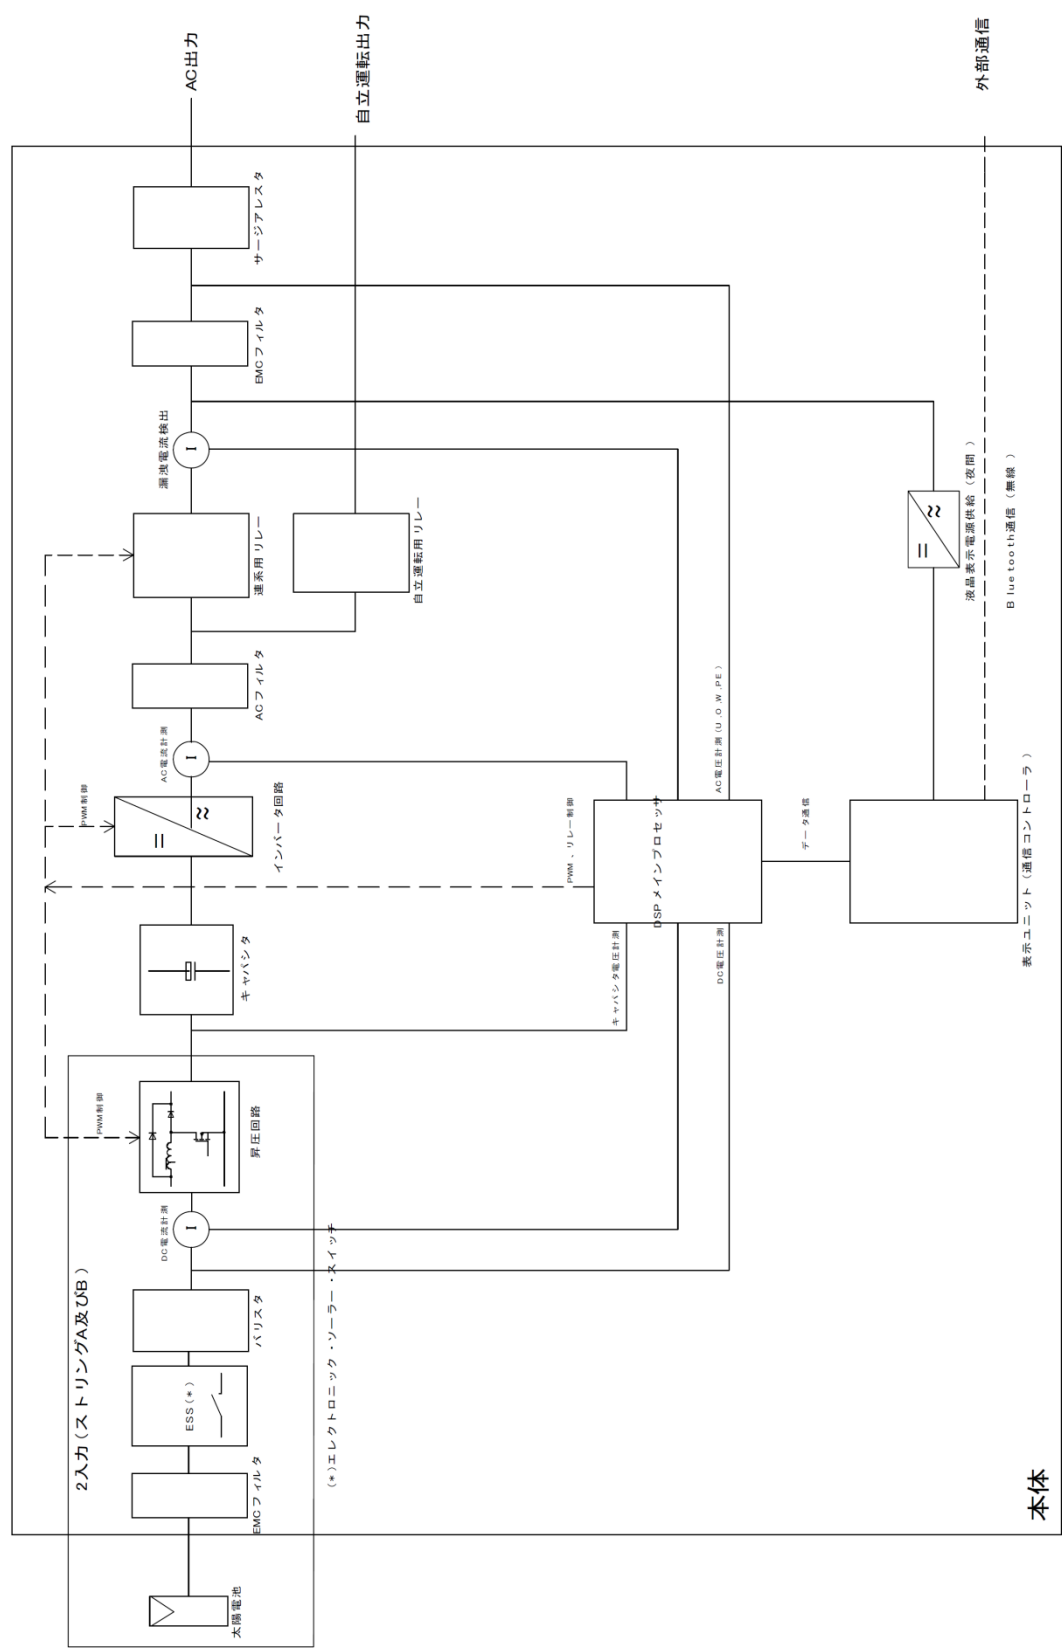 AC出力
自立運転出力
外部通信
サージアレスタ
EMCフィルタ
漏洩電流検出
I
連系用リレー
自立運転用リレー
液晶表示電源供給(夜間)
Bluetooth通信(無線)
ACフィルタ
AC電流計測
I
PWM制御
インバータ回路
PWM、リレー制御
AC電圧計測(U,O,W,PE)
DSPメインプロセッサ
データ通信
表示ユニット(通信コントローラ)
キャパシタ
キャパシタ電圧計測
DC電圧計測
PWM制御
昇圧回路
DC電流計測
I
2入力(ストリングA及びB)
バリスタ
ESS(*)
EMCフィルタ
太陽電池
(*)エレクトロニック・ソーラー・スイッチ
本体